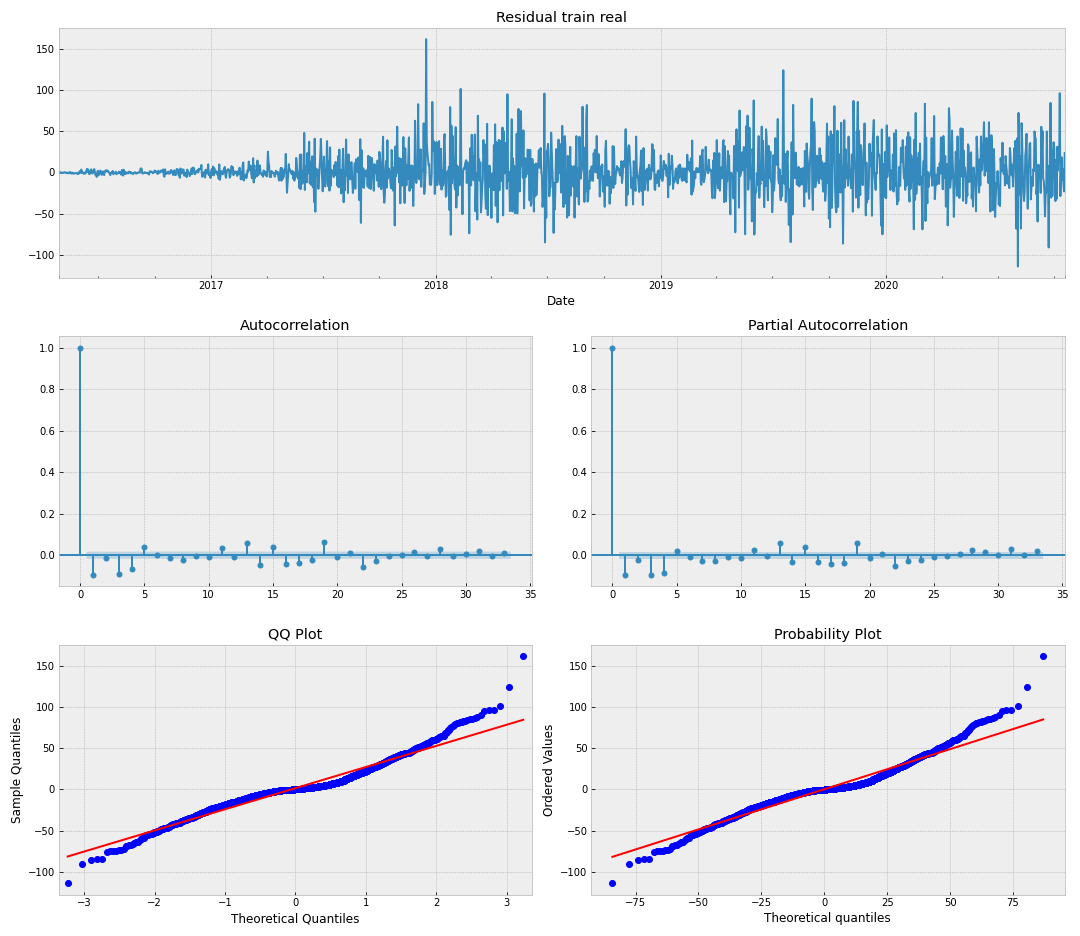 Residual train real
150
100
50
0
−50
−100
2017 2018 2019 2020
Date
Autocorrelation Partial Autocorrelation
1.0 1.0
0.8 0.8
0.6 0.6
0.4 0.4
0.2 0.2
0.0 0.0
0 5 10 15 20 25 30 35 0 5 10 15 20 25 30 35
QQ Plot Probability Plot
Sample Quantiles Ordered Values
150 150
100 100
50 50
0 0
−50 −50
−100 −100
−3 −2 −1 0 1 2 3 −75 −50 −25 0 25 50 75
Theoretical Quantiles Theoretical quantiles